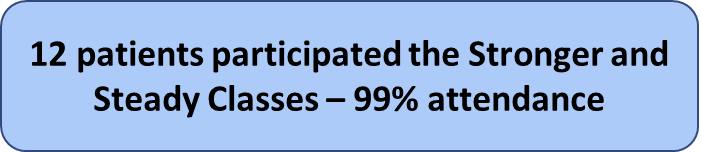 12 patients participated the Stronger and
Steady Classes – 99% attendance